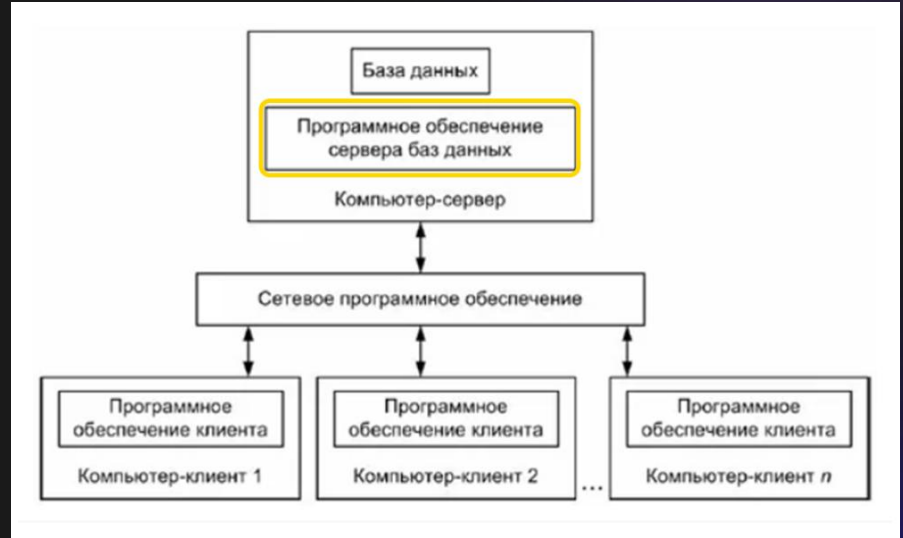 База данных
Программное обеспечение
сервера баз данных
Компьютер-сервер
Сетевое программное обеспечение
Программное
обеспечение клиента
Компьютер-клиент 1
Программное
обеспечение клиента
Компьютер-клиент 2
...
Программное
обеспечение клиента
Компьютер-клиент n